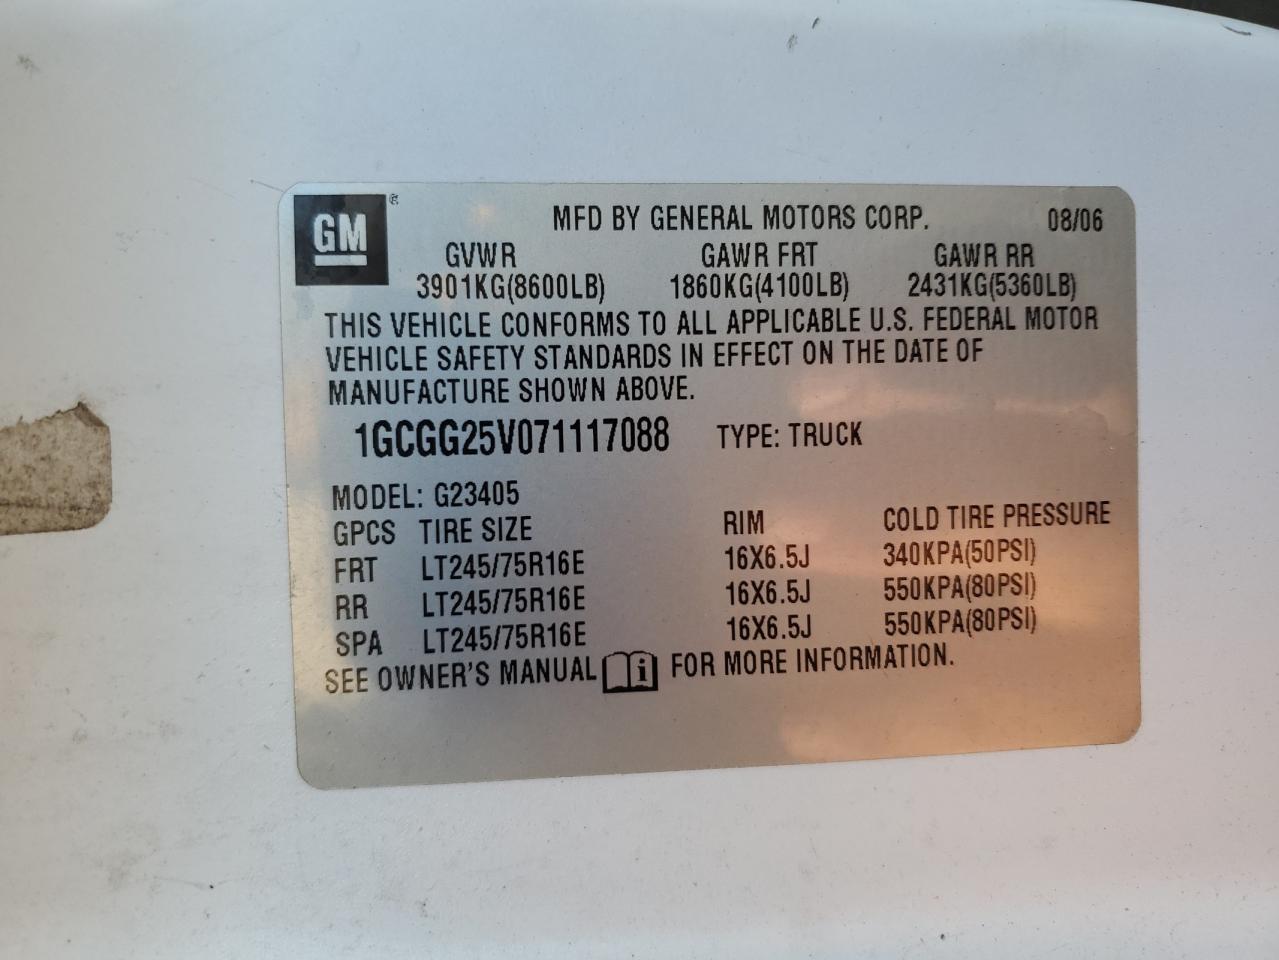 GM ®
MFD BY GENERAL MOTORS CORP. 08/06
GVWR GAWR FRT GAWR RR
3901KG(8600LB) 1860KG(4100LB) 2431KG(5360LB)
THIS VEHICLE CONFORMS TO ALL APPLICABLE U.S. FEDERAL MOTOR
VEHICLE SAFETY STANDARDS IN EFFECT ON THE DATE OF
MANUFACTURE SHOWN ABOVE.
1GCGG25V071117088 TYPE: TRUCK
MODEL: G23405
GPCS TIRE SIZE RIM COLD TIRE PRESSURE
FRT LT245/75R16E 16X6.5J 340KPA(50PSI)
RR LT245/75R16E 16X6.5J 550KPA(80PSI)
SPA LT245/75R16E 16X6.5J 550KPA(80PSI)
SEE OWNER'S MANUAL i FOR MORE INFORMATION.